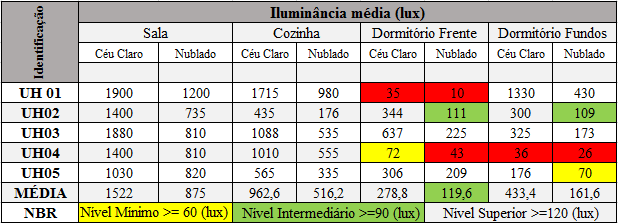 Identificação
Iluminância média (lux)
Sala Cozinha Dormitório Frente Dormitório Fundos
Céu Claro Nublado Céu Claro Nublado Céu Claro Nublado Céu Claro Nublado
UH 01 1900 1200 1715 980 35 10 1330 430
UH02 1400 735 435 176 344 111 300 109
UH03 1880 810 1088 535 637 225 325 173
UH04 1400 810 1010 555 72 43 36 26
UH05 1030 820 565 335 306 209 176 70
MÉDIA 1522 875 962,6 516,2 278,8 119,6 433,4 161,6
NBR Nível Mínimo >= 60 (lux) Nível Intermediário >=90 (lux) Nível Superior >=120 (lux)